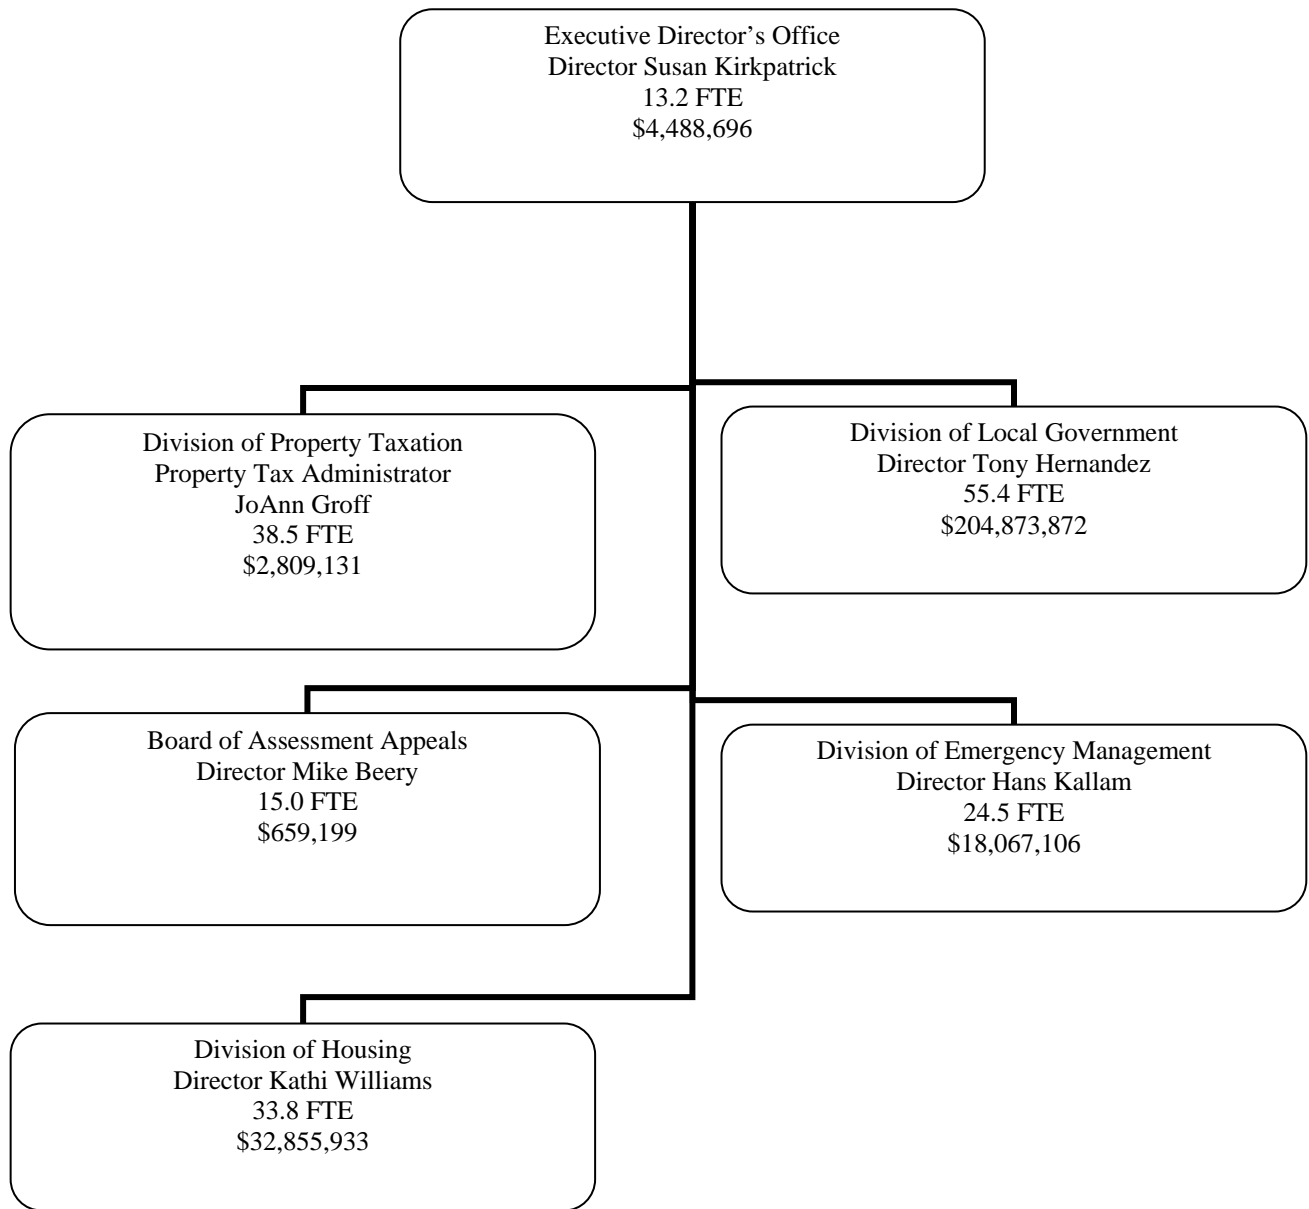 Executive Director’s Office
Director Susan Kirkpatrick
13.2 FTE
$4,488,696
Division of Property Taxation
Property Tax Administrator
JoAnn Groff
38.5 FTE
$2,809,131
Division of Local Government
Director Tony Hernandez
55.4 FTE
$204,873,872
Board of Assessment Appeals
Director Mike Beery
15.0 FTE
$659,199
Division of Emergency Management
Director Hans Kallam
24.5 FTE
$18,067,106
Division of Housing
Director Kathi Williams
33.8 FTE
$32,855,933